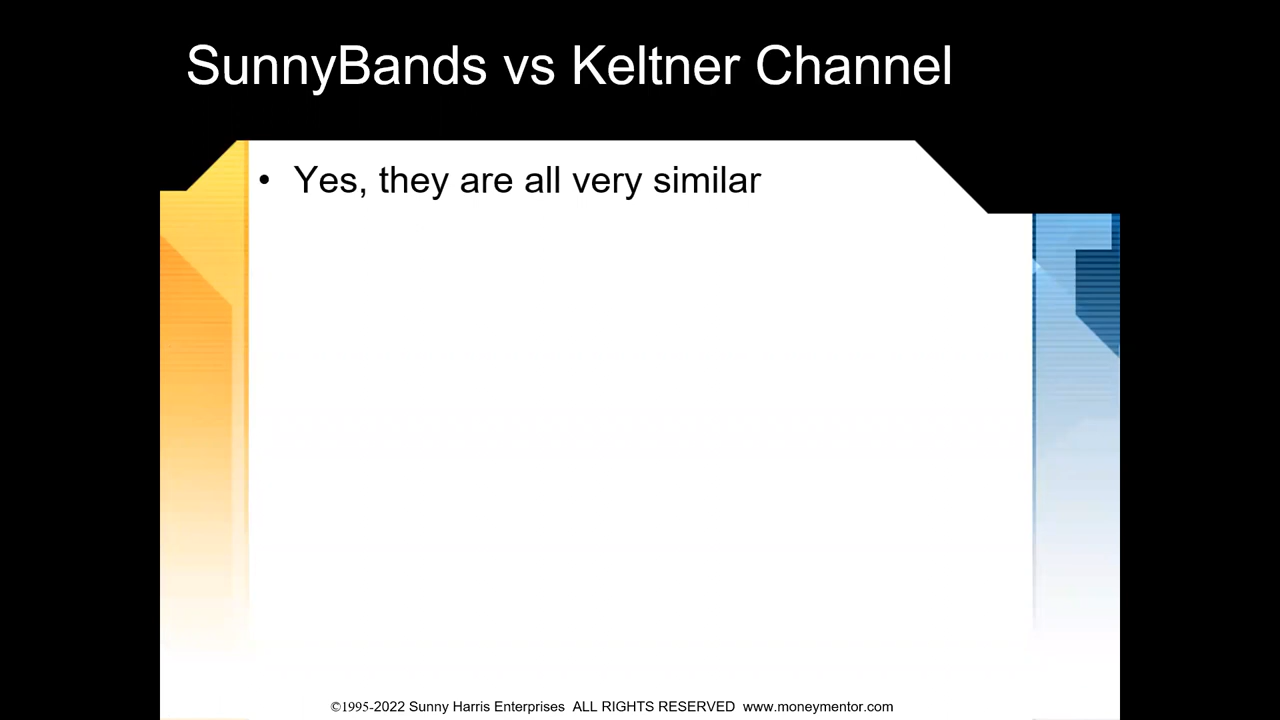 SunnyBands vs Keltner Channel
• Yes, they are all very similar
©1995-2022 Sunny Harris Enterprises  ALL RIGHTS RESERVED  www.moneymentor.com